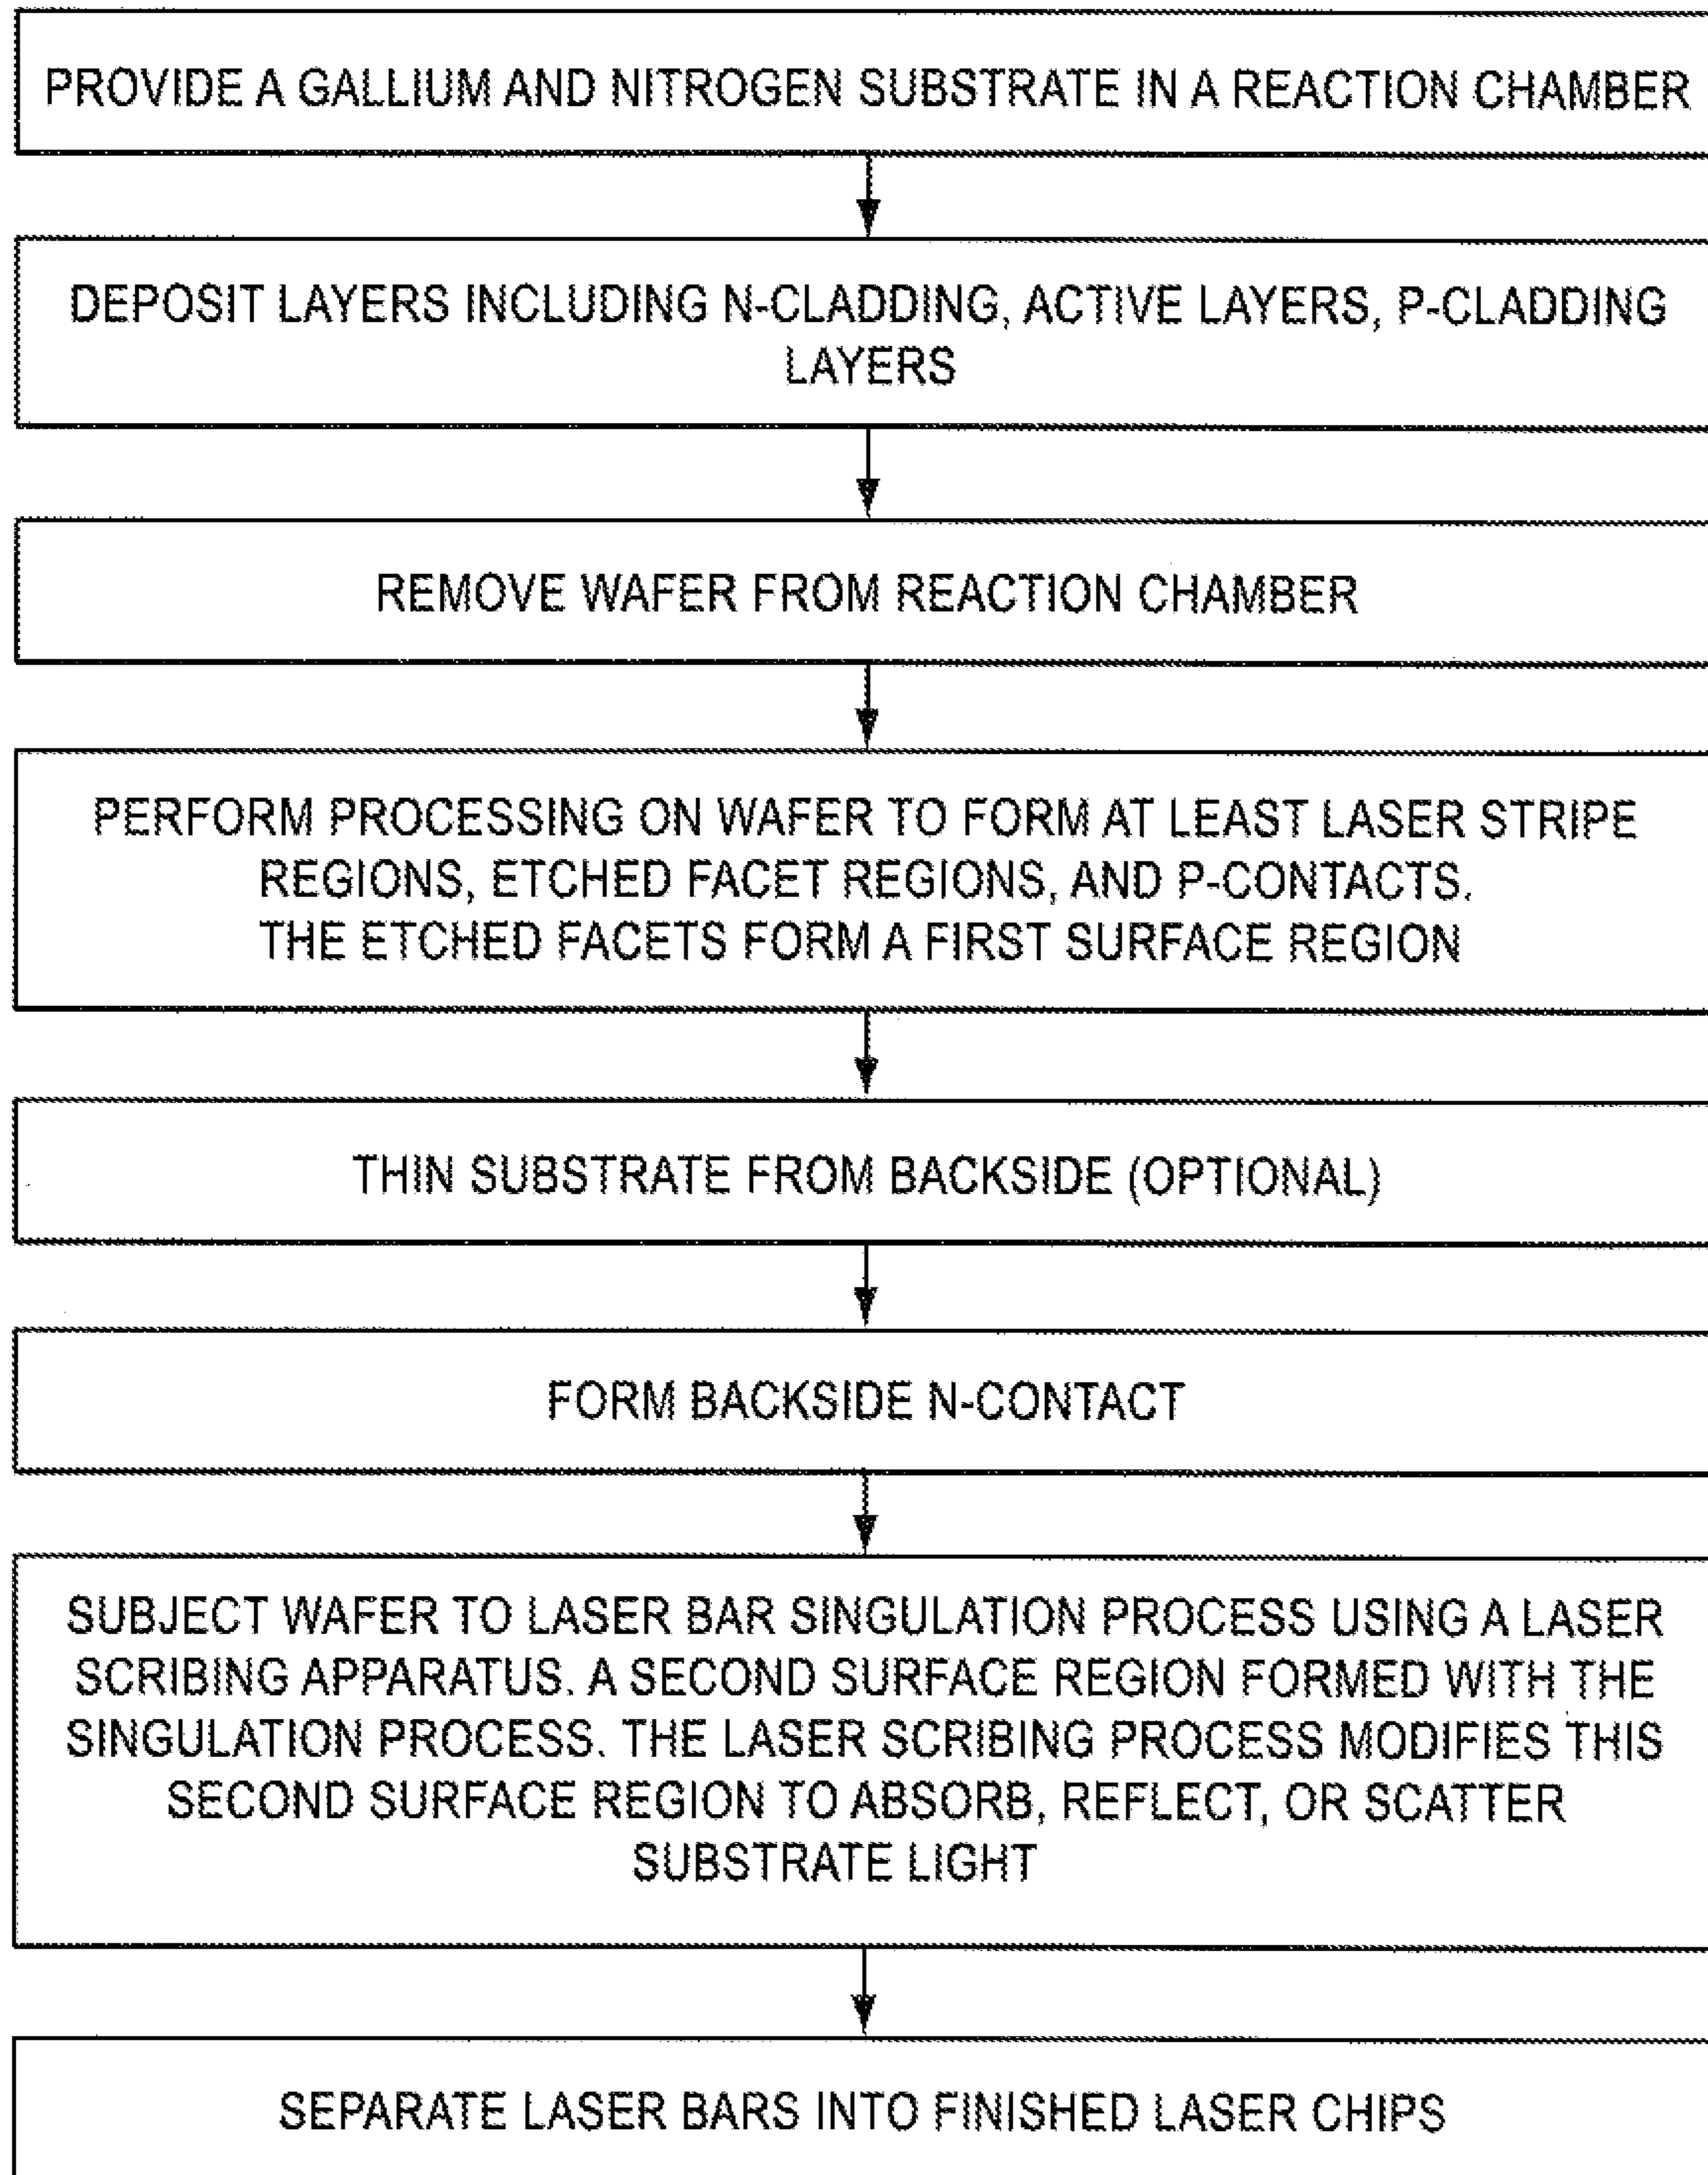 PROVIDE A GALLIUM AND NITROGEN SUBSTRATE IN A REACTION CHAMBER
DEPOSIT LAYERS INCLUDING N-CLADDING, ACTIVE LAYERS, P-CLADDING
LAYERS
REMOVE WAFER FROM REACTION CHAMBER
PERFORM PROCESSING ON WAFER TO FORM AT LEAST LASER STRIPE
REGIONS, ETCHED FACET REGIONS, AND P-CONTACTS.
THE ETCHED FACETS FORM A FIRST SURFACE REGION
THIN SUBSTRATE FROM BACKSIDE (OPTIONAL)
FORM BACKSIDE N-CONTACT
SUBJECT WAFER TO LASER BAR SINGULATION PROCESS USING A LASER
SCRIBING APPARATUS. A SECOND SURFACE REGION FORMED WITH THE
SINGULATION PROCESS. THE LASER SCRIBING PROCESS MODIFIES THIS
SECOND SURFACE REGION TO ABSORB, REFLECT, OR SCATTER
SUBSTRATE LIGHT
SEPARATE LASER BARS INTO FINISHED LASER CHIPS